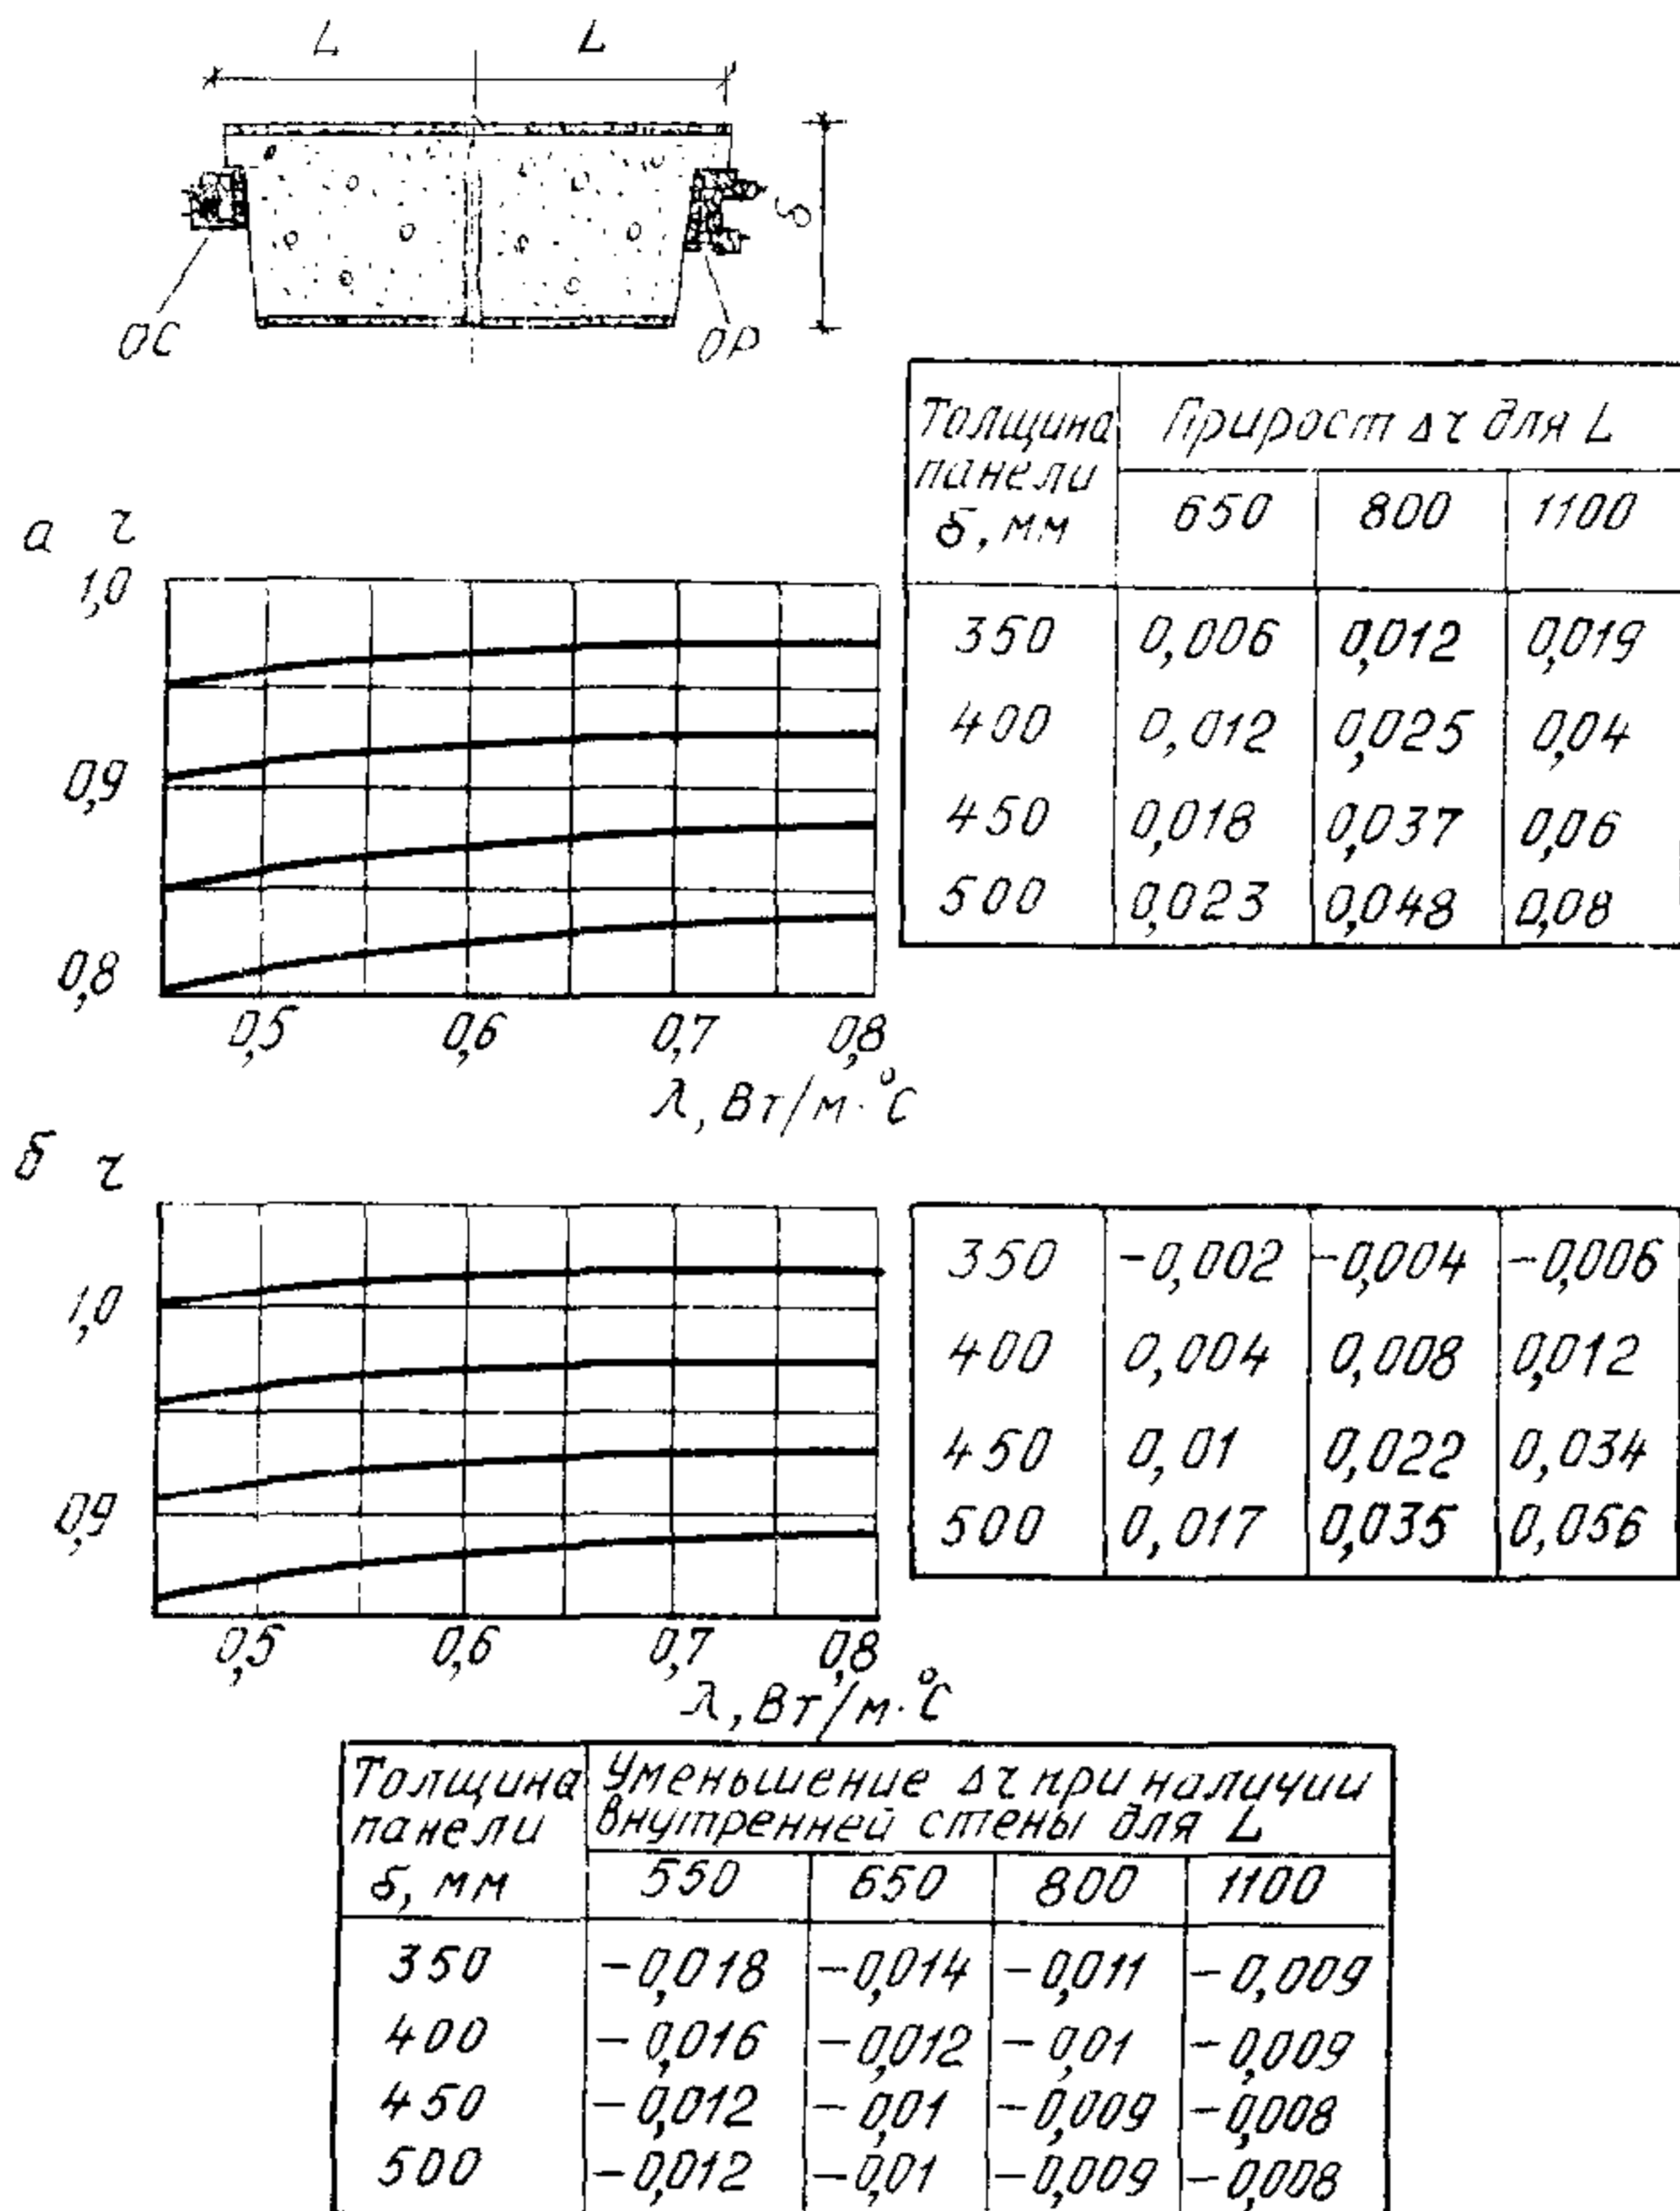 L L
δ
ОС ОР
Толщина панели δ, мм Прирост Δτ для L
650 800 1100
350 0,006 0,012 0,019
400 0,012 0,025 0,04
450 0,018 0,037 0,06
500 0,023 0,048 0,08
а τ
1,0
0,9
0,8
0,5 0,6 0,7 0,8
λ, Вт/м·°С
б τ
1,0
0,9
0,5 0,6 0,7 0,8
λ, Вт/м·°С
350 -0,002 -0,004 -0,006
400 0,004 0,008 0,012
450 0,01 0,022 0,034
500 0,017 0,035 0,056
Толщина панели δ, мм Уменьшение Δτ при наличии
внутренней стены для L
550 650 800 1100
350 -0,018 -0,014 -0,011 -0,009
400 -0,016 -0,012 -0,01 -0,009
450 -0,012 -0,01 -0,009 -0,008
500 -0,012 -0,01 -0,009 -0,008